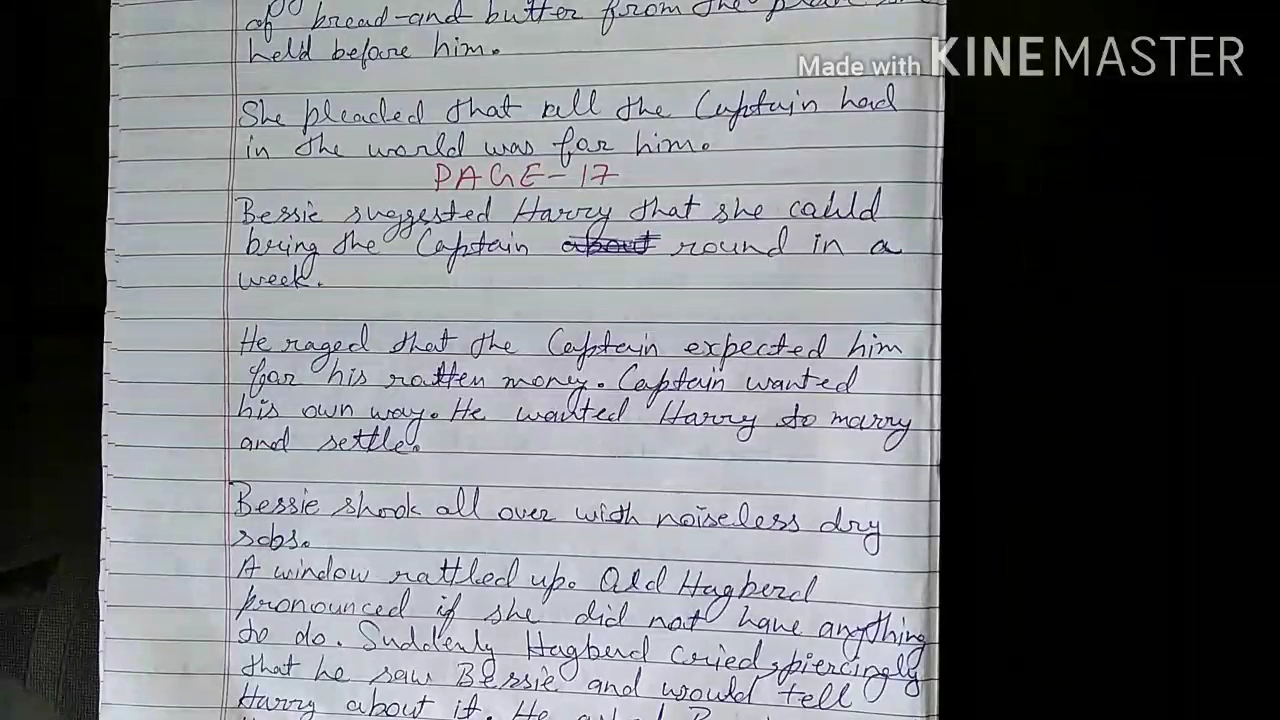 of bread-and butter from the
held before him.
Made with KINEMASTER
She pleaded that all the Captain had
in the world was for him.
PAGE-17
Bessie suggested Harry that she could
bring the Captain about round in a
week.
He raged that the Captain expected him
for his rotten money. Captain wanted
his own way. He wanted Harry to marry
and settle.
Bessie shook all over with noiseless dry
sobs.
A window rattled up. Old Hagberd
pronounced if she did not have anything
to do. Suddenly Hagberd cried piercingly
that he saw Bessie and would tell
Harry about it. He